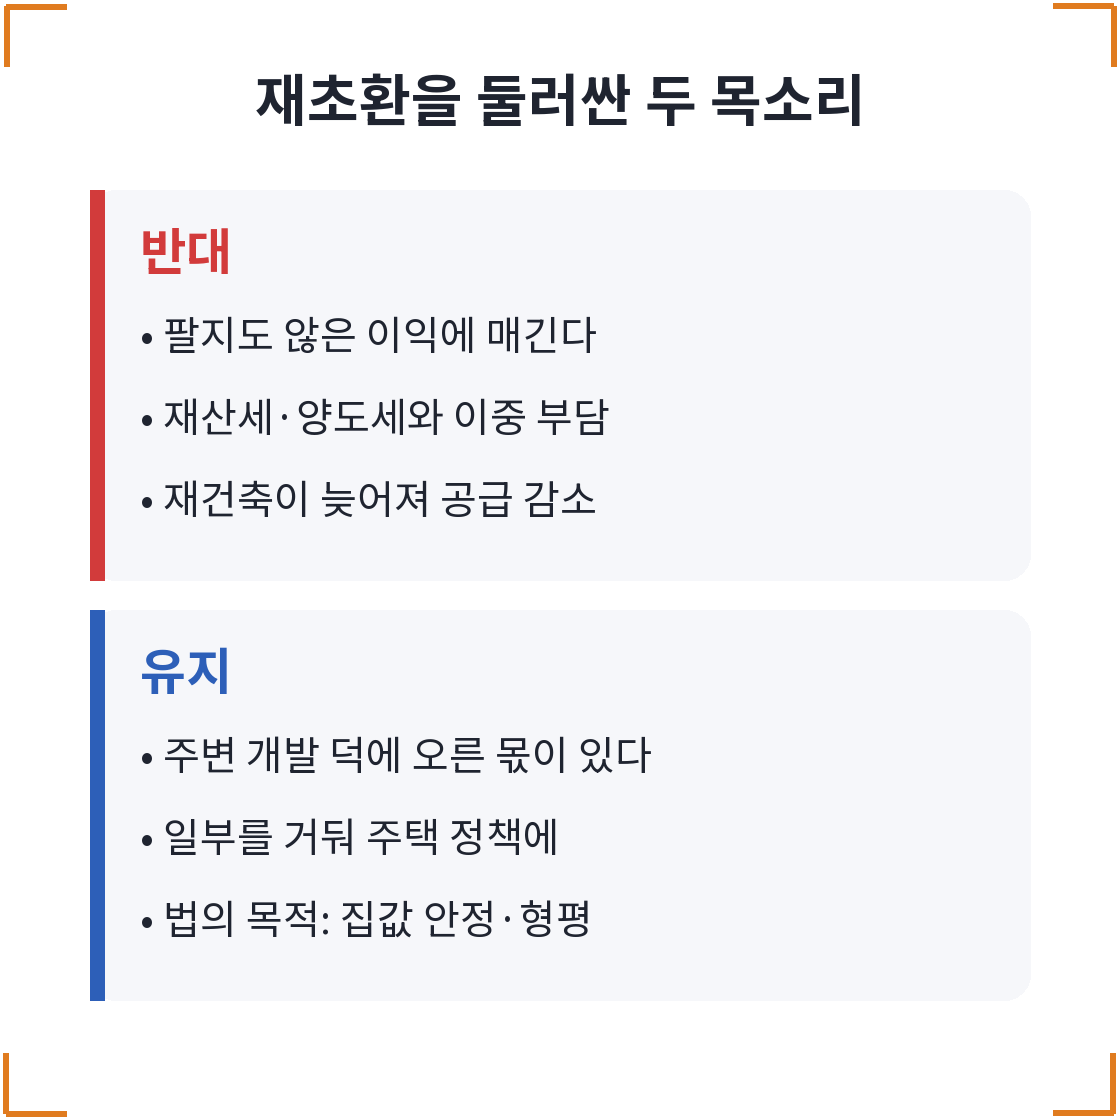 재초환을 둘러싼 두 목소리
반대
• 팔지도 않은 이익에 매긴다
• 재산세·양도세와 이중 부담
• 재건축이 늦어져 공급 감소
유지
• 주변 개발 덕에 오른 몫이 있다
• 일부를 거둬 주택 정책에
• 법의 목적: 집값 안정·형평